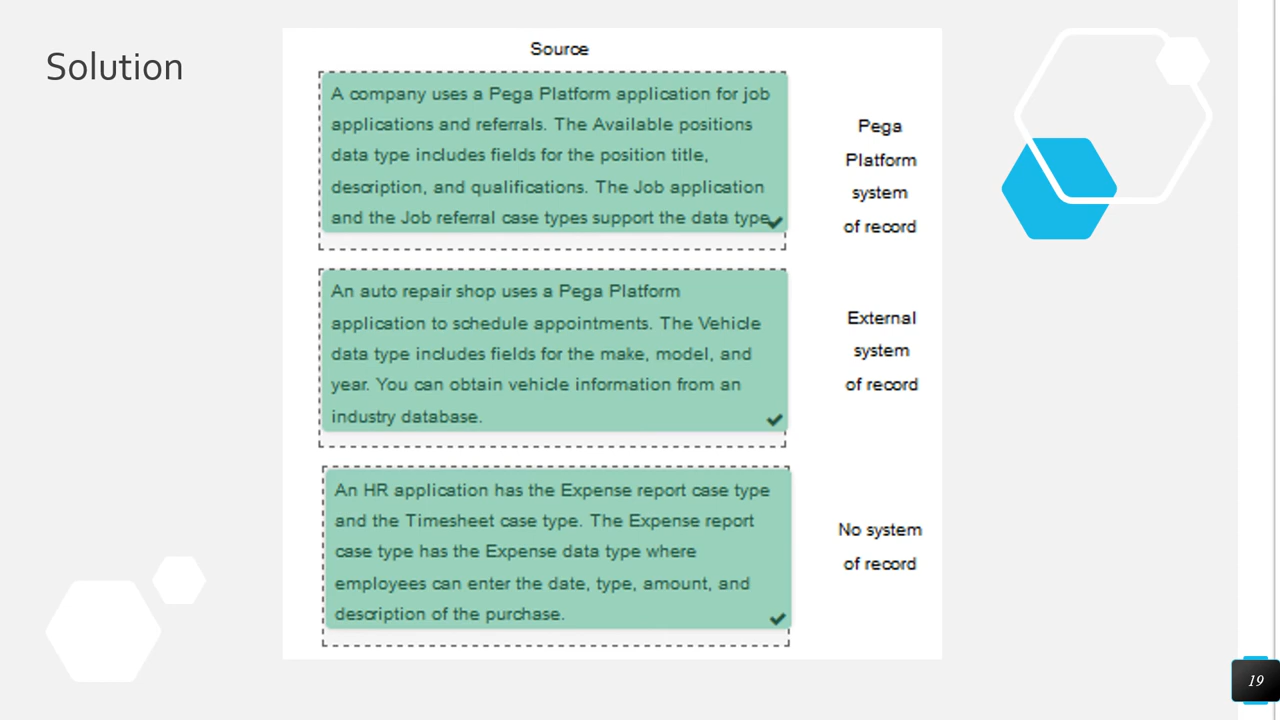 Solution
Source
A company uses a Pega Platform application for job
applications and referrals. The Available positions
data type includes fields for the position title,
description, and qualifications. The Job application
and the Job referral case types support the data type.
Pega
Platform
system
of record
An auto repair shop uses a Pega Platform
application to schedule appointments. The Vehicle
data type includes fields for the make, model, and
year. You can obtain vehicle information from an
industry database.
External
system
of record
An HR application has the Expense report case type
and the Timesheet case type. The Expense report
case type has the Expense data type where
employees can enter the date, type, amount, and
description of the purchase.
No system
of record
19